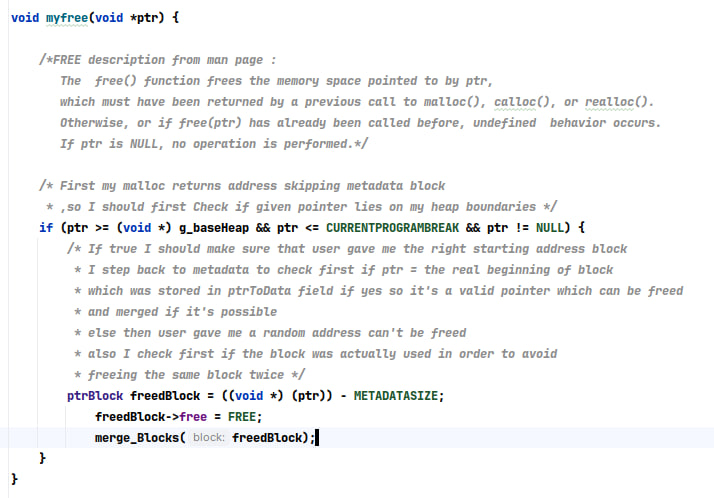 void myfree(void *ptr) {
/*FREE description from man page :
The  free() function frees the memory space pointed to by ptr,
which must have been returned by a previous call to malloc(), calloc(), or realloc().
Otherwise, or if free(ptr) has already been called before, undefined  behavior occurs.
If ptr is NULL, no operation is performed.*/
/* First my malloc returns address skipping metadata block
* ,so I should first Check if given pointer lies on my heap boundaries */
if (ptr >= (void *) g_baseHeap && ptr <= CURRENTPROGRAMBREAK && ptr != NULL) {
/* If true I should make sure that user gave me the right starting address block
* I step back to metadata to check first if ptr = the real beginning of block
* which was stored in ptrToData field if yes so it's a valid pointer which can be freed
* and merged if it's possible
* else then user gave me a random address can't be freed
* also I check first if the block was actually used in order to avoid
* freeing the same block twice */
ptrBlock freedBlock = ((void *) (ptr)) - METADATASIZE;
freedBlock->free = FREE;
merge_Blocks( block: freedBlock);
}
}